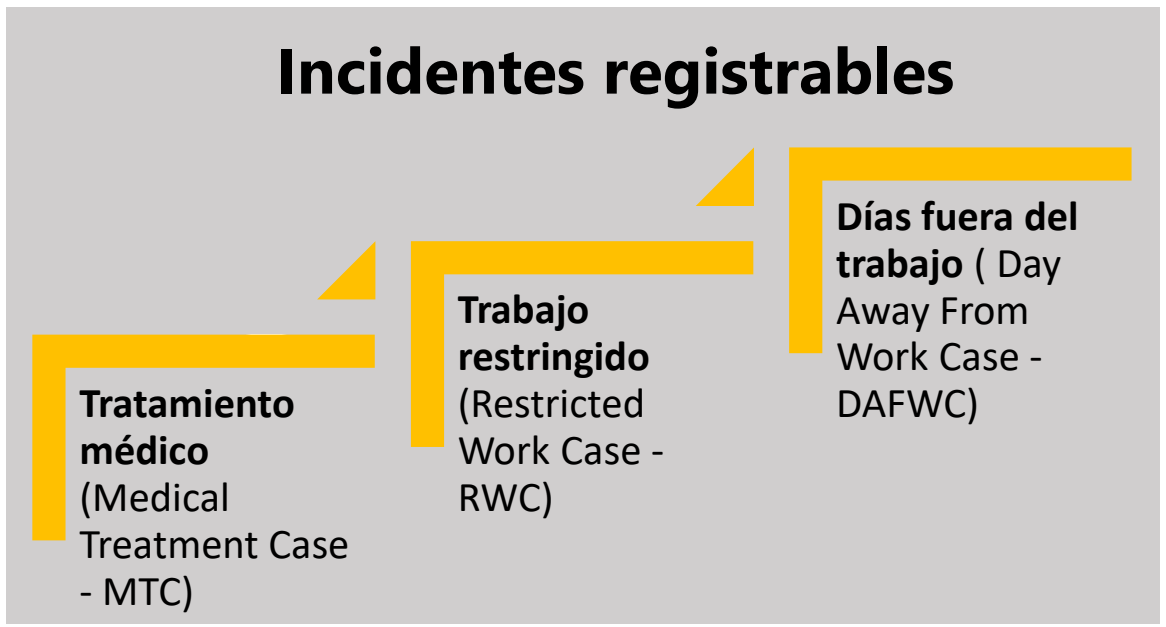 Incidentes registrables
Tratamiento
médico
(Medical
Treatment Case
- MTC)
Trabajo
restringido
(Restricted
Work Case -
RWC)
Días fuera del
trabajo ( Day
Away From
Work Case -
DAFWC)